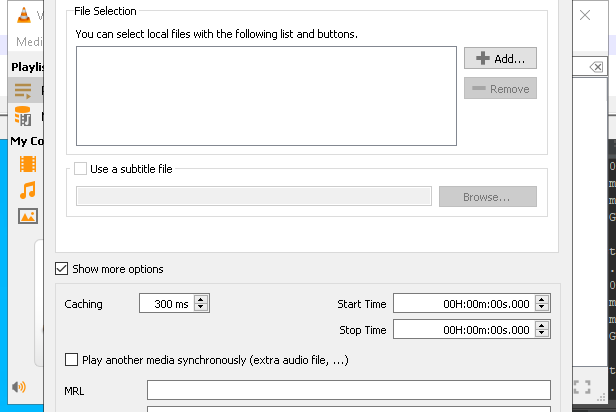 File Selection
You can select local files with the following list and buttons.
Add...
Remove
Use a subtitle file
Browse...
Show more options
Caching
300 ms
Start Time
00H:00m:00s.000
Stop Time
00H:00m:00s.000
Play another media synchronously (extra audio file, ...)
MRL
V
Medi
Playlis
My Co